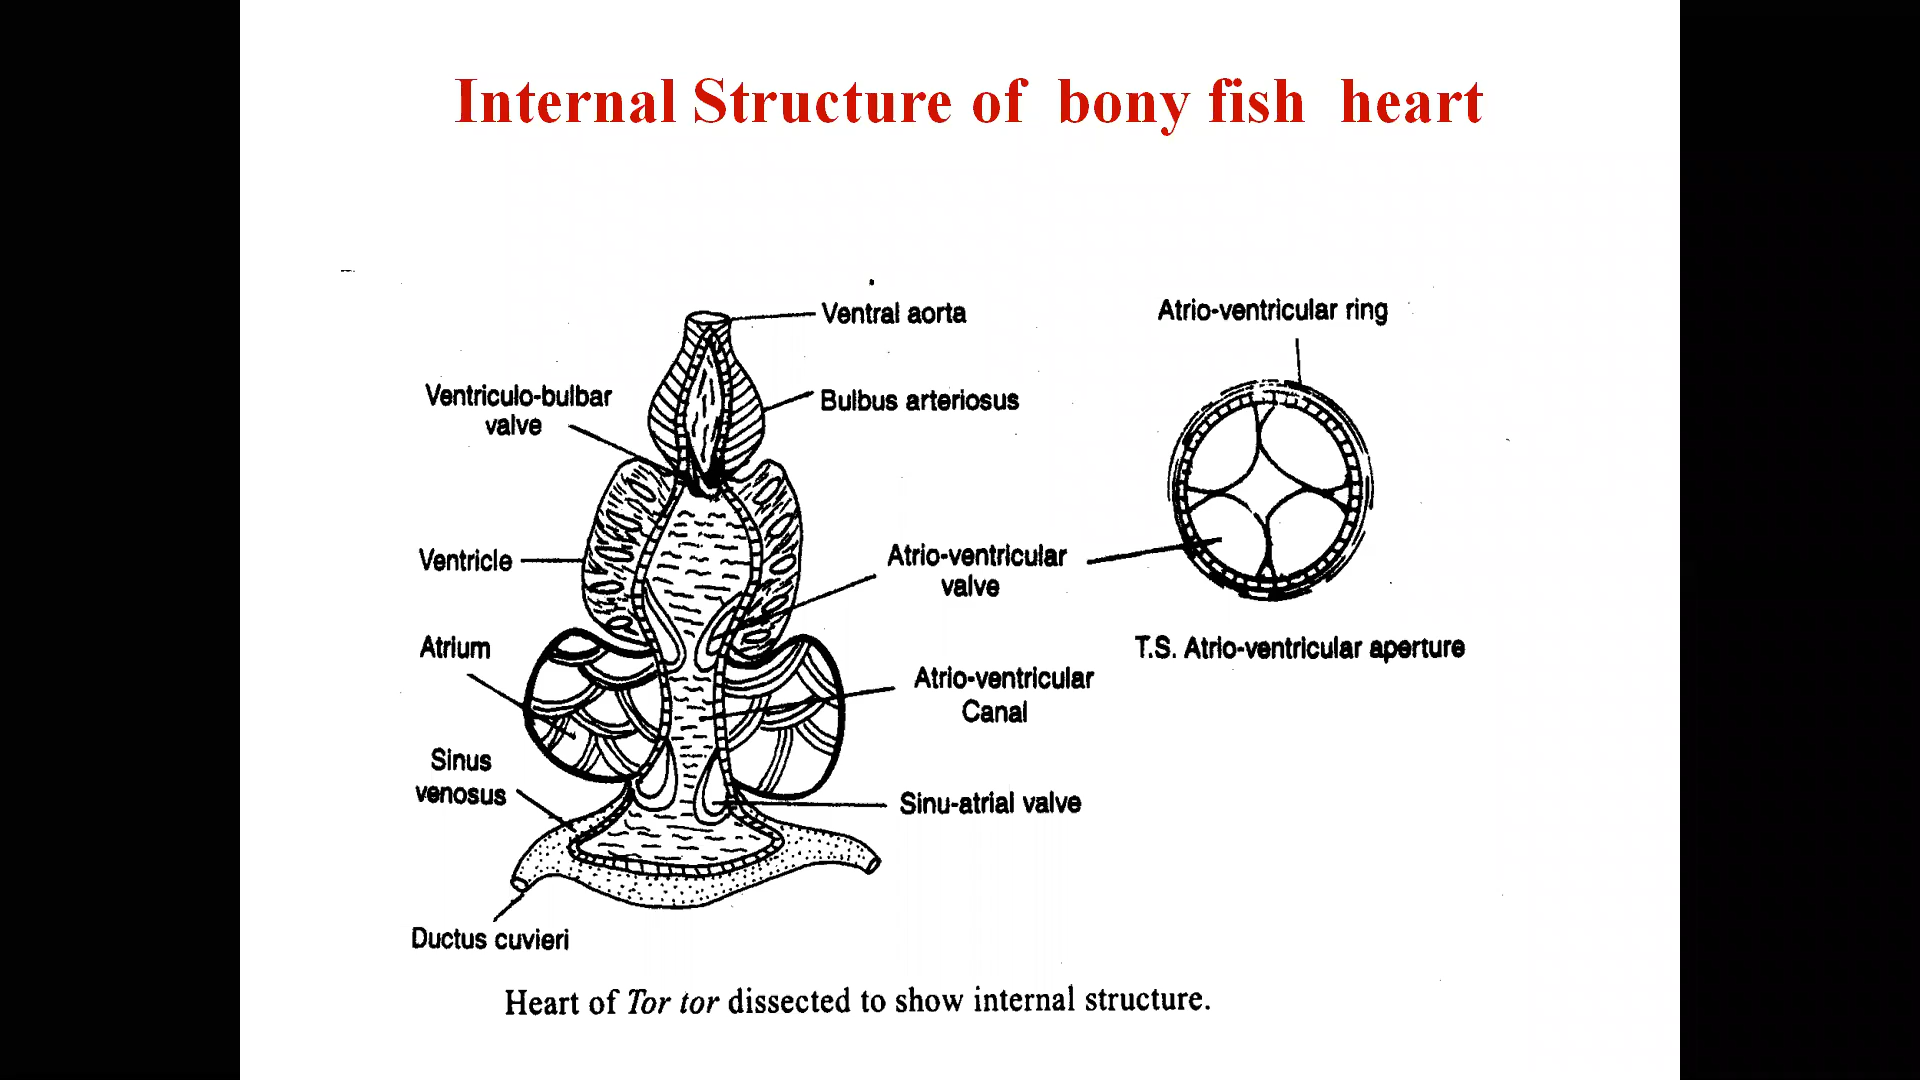 Internal Structure of bony fish heart
Ventral aorta
Atrio-ventricular ring
Ventriculo-bulbar
valve
Bulbus arteriosus
Ventricle
Atrio-ventricular
valve
Atrium
T.S. Atrio-ventricular aperture
Atrio-ventricular
Canal
Sinus
venosus
Sinu-atrial valve
Ductus cuvieri
Heart of Tor tor dissected to show internal structure.